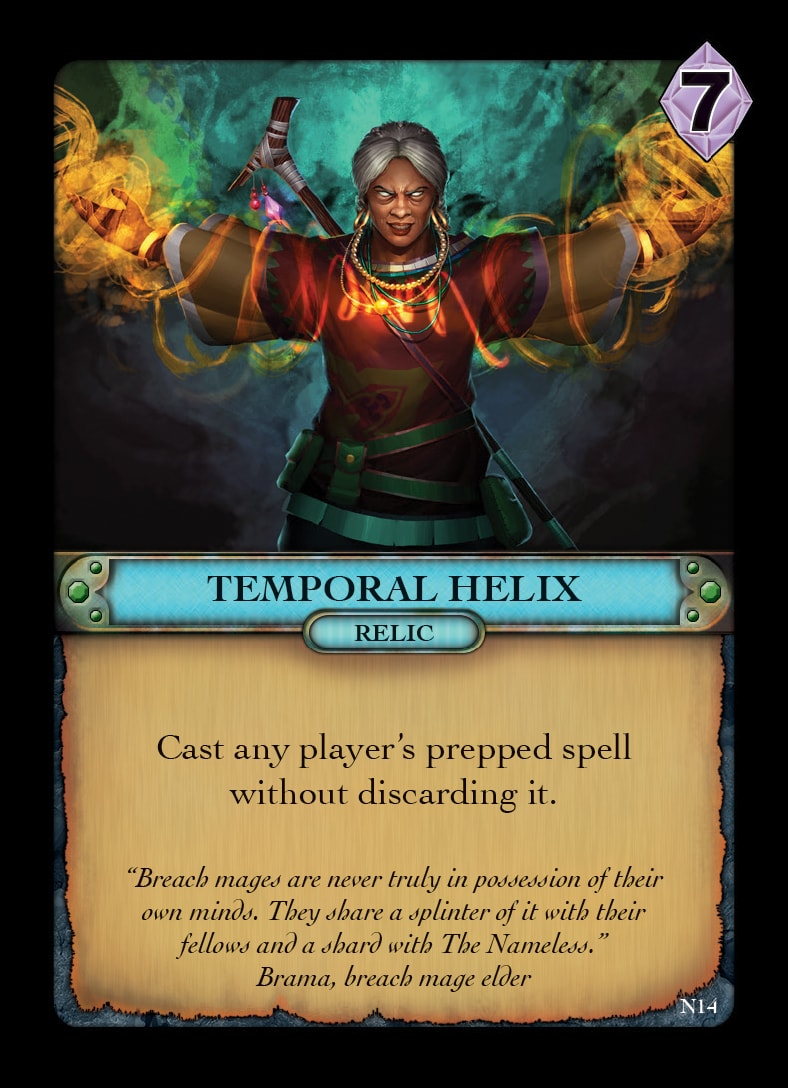 7
TEMPORAL HELIX
RELIC
Cast any player’s prepped spell
without discarding it.
“Breach mages are never truly in possession of their
own minds. They share a splinter of it with their
fellows and a shard with The Nameless.”
Brama, breach mage elder
N14